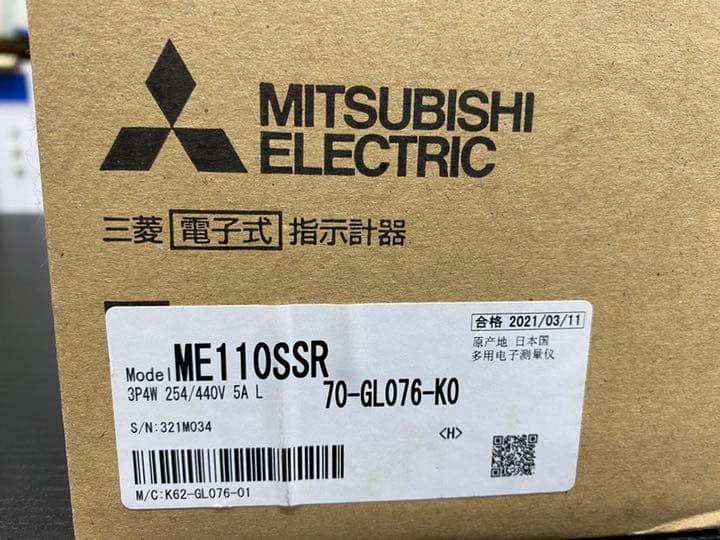 MITSUBISHI
ELECTRIC
三菱 電子式 指示計器
合格 2021/03/11
原产地 日本国
多用电子测量仪
Model ME110SSR
3P4W 254/440V 5A L
70-GL076-K0
S/N:321M034
<H>
M/C:K62-GL076-01